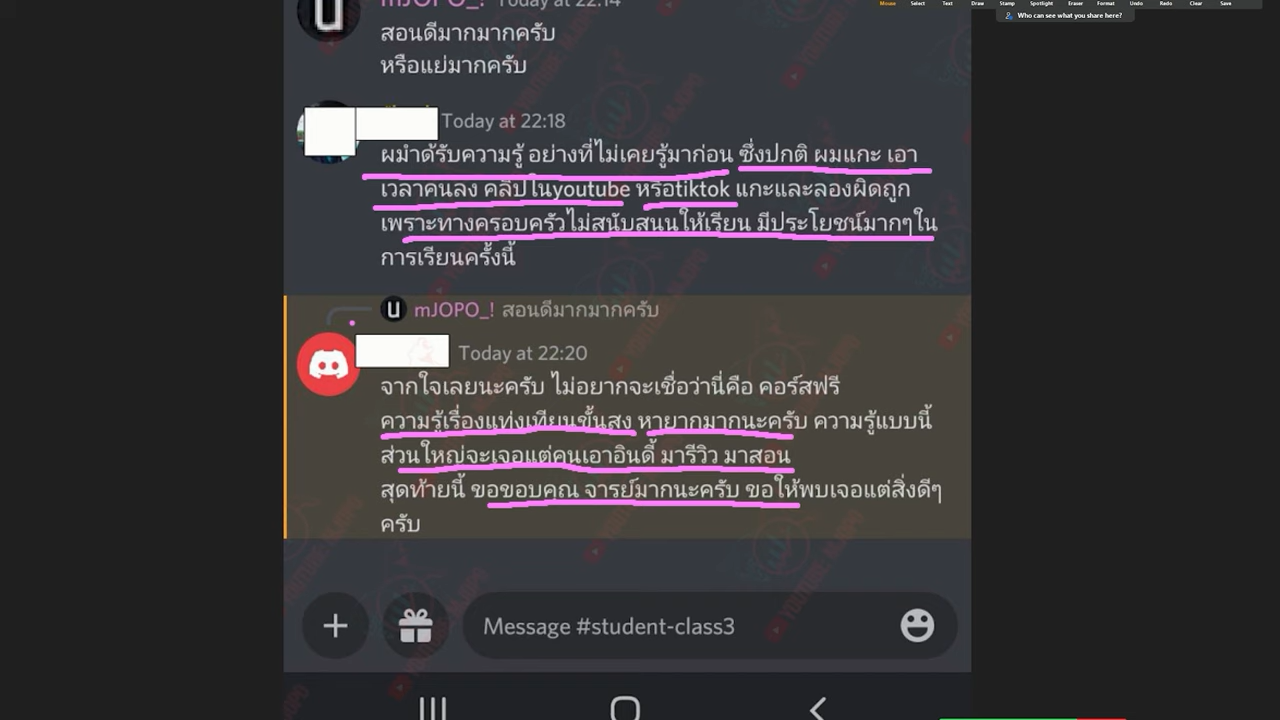 Mouse Select Text Draw Stamp Spotlight Eraser Format Undo Redo Clear Save
Who can see what you share here?
mJOPO_! Today at 22:14
สอนดีมากมากครับ
หรือแย่มากครับ
Today at 22:18
ผมำด้รับความรู้ อย่างที่ไม่เคยรู้มาก่อน ซึ่งปกติ ผมแกะ เอา
เวลาคนลง คลิปในyoutube หรือtiktok แกะและลองผิดถูก
เพราะทางครอบครัวไม่สนับสนนให้เรียน มีประโยชน์มากๆใน
การเรียนครั้งนี้
mJOPO_! สอนดีมากมากครับ
Today at 22:20
จากใจเลยนะครับ ไม่อยากจะเชื่อว่านี่คือ คอร์สฟรี
ความรู้เรื่องแท่งเทียนขั้นสง หายากมากนะครับ ความรู้แบบนี้
ส่วนใหญ่จะเจอแต่คนเอาอินดี้ มารีวิว มาสอน
สุดท้ายนี้ ขอขอบคุณ จารย์มากนะครับ ขอให้พบเจอแต่สิ่งดีๆ
ครับ
Message #student-class3